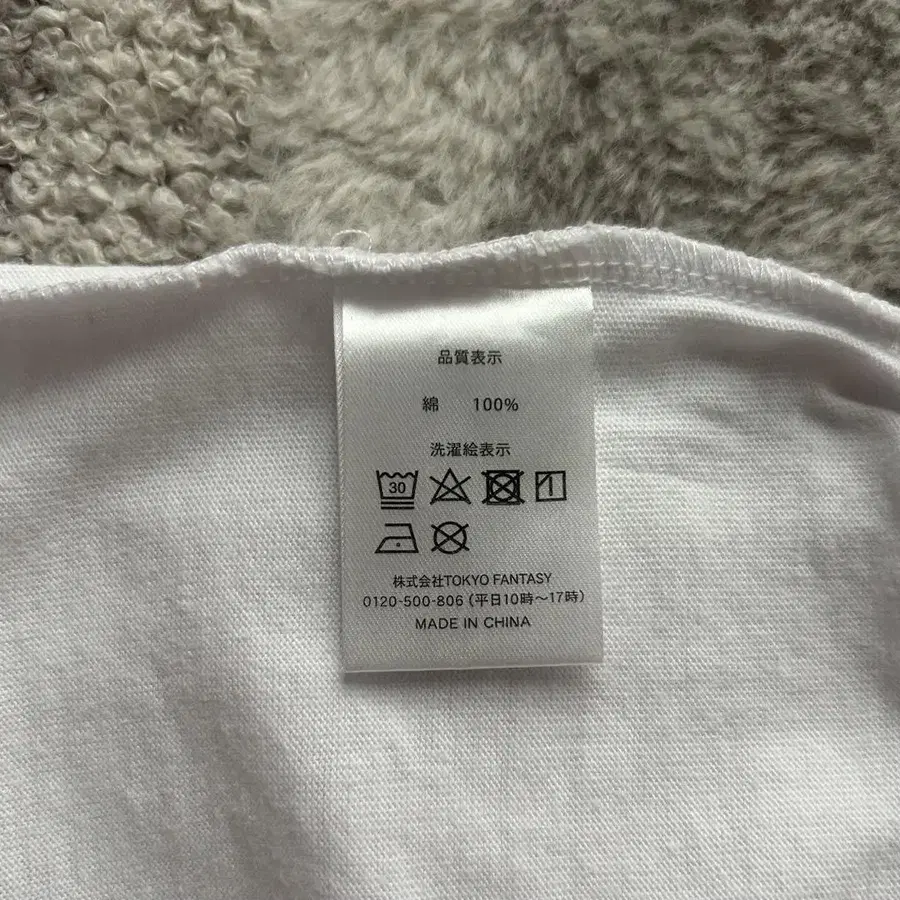 品質表示
綿 100%
洗濯絵表示
30
株式会社TOKYO FANTASY
0120-500-806（平日10時〜17時）
MADE IN CHINA